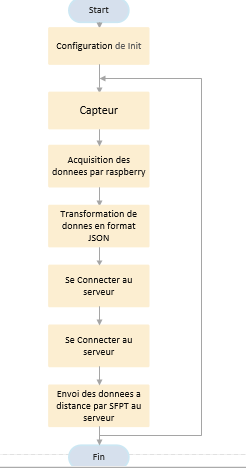 Start
Configuration de Init
Capteur
Acquisition des
donnees par raspberry
Transformation de
donnes en format
JSON
Se Connecter au
serveur
Se Connecter au
serveur
Envoi des donnees a
distance par SFPT au
serveur
Fin